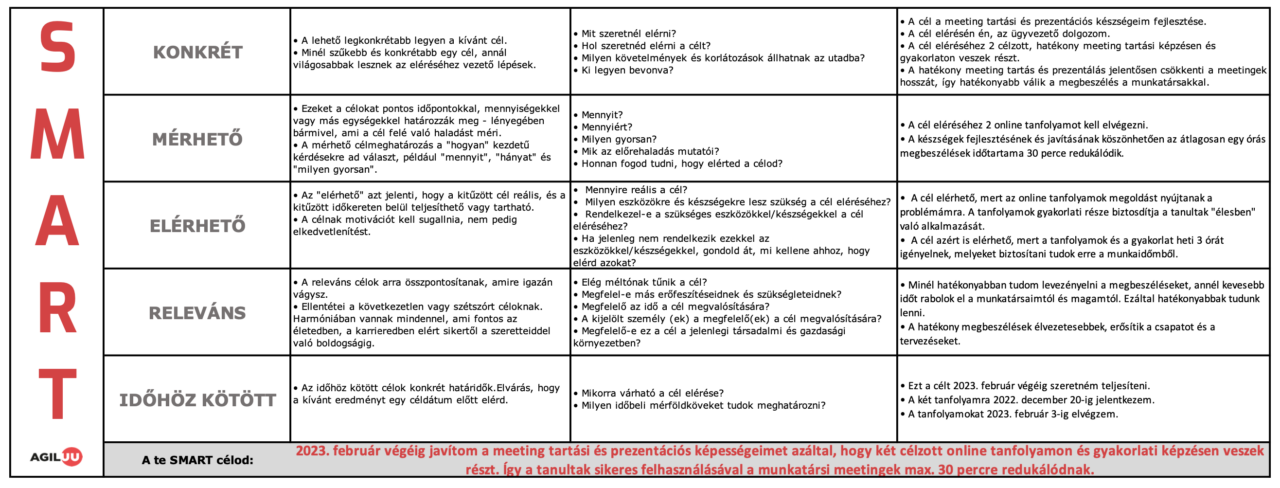 S
KONKRÉT
• A lehető legkonkrétabb legyen a kívánt cél.
• Minél szűkebb és konkrétabb egy cél, annál
világosabbak lesznek az eléréséhez vezető lépések.
• Mit szeretnél elérni?
• Hol szeretnéd elérni a célt?
• Milyen követelmények és korlátozások állhatnak az utadba?
• Ki legyen bevonva?
• A cél a meeting tartási és prezentációs készségeim fejlesztése.
• A cél elérésén én, az ügyvezető dolgozom.
• A cél eléréséhez 2 célzott, hatékony meeting tartási képzésen és
gyakorlaton veszek részt.
• A hatékony meeting tartás és prezentálás jelentősen csökkenti a meetingek
hosszát, így hatékonyabb válik a megbeszélés a munkatársakkal.
M
MÉRHETŐ
• Ezeket a célokat pontos időpontokkal, mennyiségekkel
vagy más egységekkel határozzák meg - lényegében
bármivel, ami a cél felé való haladást méri.
• A mérhető célmeghatározás a "hogyan" kezdetű
kérdésekre ad választ, például "mennyit", "hányat" és
"milyen gyorsan".
• Mennyit?
• Mennyiért?
• Milyen gyorsan?
• Mik az előrehaladás mutatói?
• Honnan fogod tudni, hogy elérted a célod?
• A cél eléréséhez 2 online tanfolyamot kell elvégezni.
• A készségek fejlesztésének és javításának köszönhetően az átlagosan egy órás
megbeszélések időtartama 30 perce redukálódik.
A
ELÉRHETŐ
• Az "elérhető" azt jelenti, hogy a kitűzött cél reális, és a
kitűzött időkereten belül teljesíthető vagy tartható.
• A célnak motivációt kell sugallnia, nem pedig
elkedvetlenítést.
• Mennyire reális a cél?
• Milyen eszközökre és készségekre lesz szükség a cél eléréséhez?
• Rendelkezel-e a szükséges eszközökkel/készségekkel a cél
eléréséhez?
• Ha jelenleg nem rendelkezik ezekkel az
eszközökkel/készségekkel, gondold át, mi kellene ahhoz, hogy
elérd azokat?
• A cél elérhető, mert az online tanfolyamok megoldást nyújtanak a
problémámra. A tanfolyamok gyakorlati része biztosdítja a tanultak "élesben"
való alkalmazását.
• A cél azért is elérhető, mert a tanfolyamok és a gyakorlat heti 3 órát
igényelnek, melyeket biztosítani tudok erre a munkaidőmből.
R
RELEVÁNS
• A releváns célok arra összpontosítanak, amire igazán
vágysz.
• Ellentétei a következetlen vagy szétszórt céloknak.
Harmóniában vannak mindennel, ami fontos az
életedben, a karrieredben elért sikertől a szeretteiddel
való boldogságig.
• Elég méltónak tűnik a cél?
• Megfelel-e más erőfeszítéseidnek és szükségleteidnek?
• Megfelelő az idő a cél megvalósítására?
• A kijelölt személy (ek) a megfelelő(ek) a cél megvalósítására?
• Megfelelő-e ez a cél a jelenlegi társadalmi és gazdasági
környezetben?
• Minél hatékonyabban tudom levezényelni a megbeszéléseket, annél kevesebb
időt rabolok el a munkatársaimtól és magamtól. Ezáltal hatékonyabbak tudunk
lenni.
• A hatékony megbeszélések élvezetesebbek, erősítik a csapatot és a
tervezéseket.
T
IDŐHÖZ KÖTÖTT
• Az időhöz kötött célok konkrét határidők.Elvárás, hogy
a kívánt eredményt egy céldátum előtt elérd.
• Mikorra várható a cél elérése?
• Milyen időbeli mérföldköveket tudok meghatározni?
• Ezt a célt 2023. február végéig szeretném teljesíteni.
• A két tanfolyamra 2022. december 20-ig jelentkezem.
• A tanfolyamokat 2023. február 3-ig elvégzem.
AGIL JU
A te SMART célod:
2023. február végéig javítom a meeting tartási és prezentációs képességeimet azáltal, hogy két célzott online tanfolyamon és gyakorlati képzésen veszek
részt. Így a tanultak sikeres felhasználásával a munkatársi meetingek max. 30 percre redukálódnak.